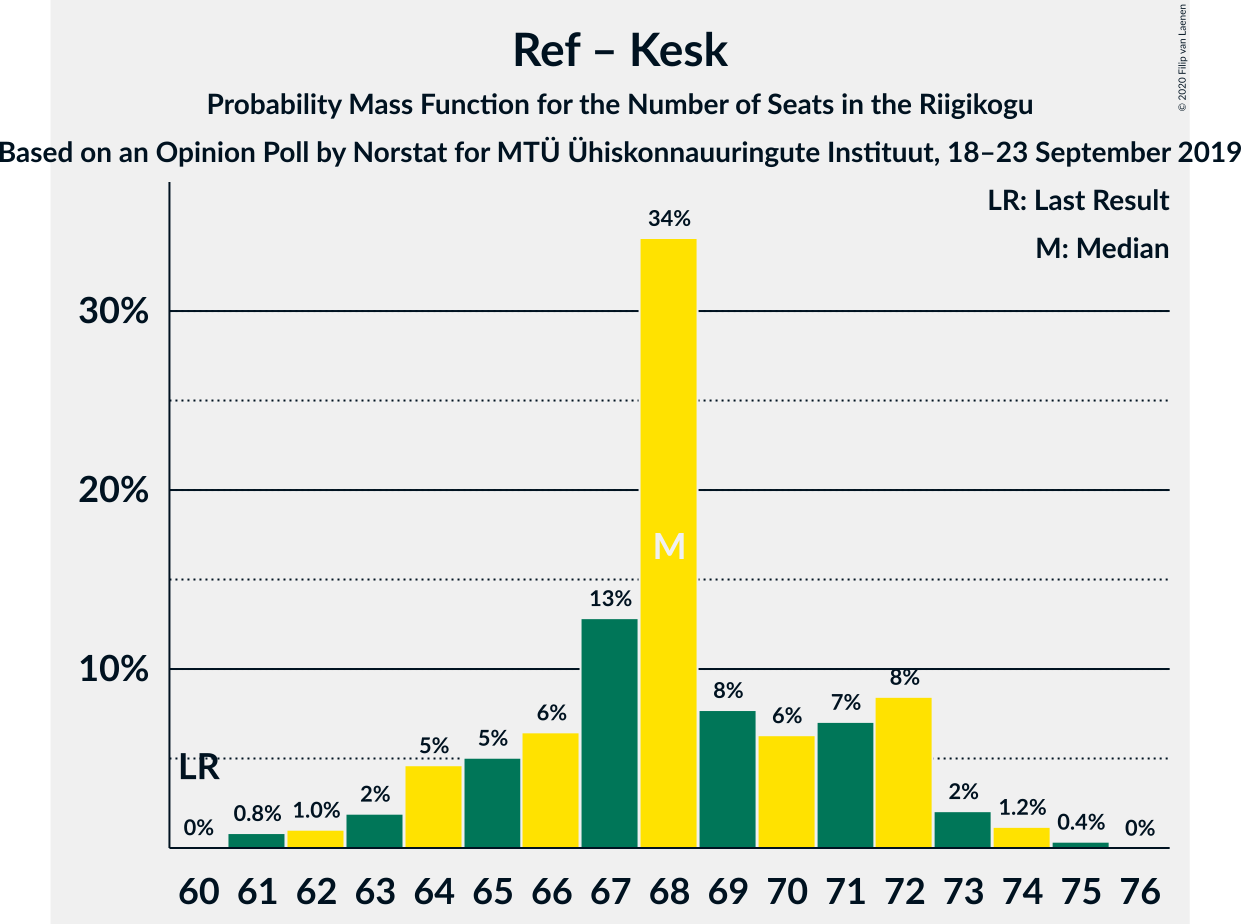 Ref – Kesk
Probability Mass Function for the Number of Seats in the Riigikogu
Based on an Opinion Poll by Norstat for MTÜ Ühiskonnauuringute Instituut, 18–23 September 2019
© 2020 Filip van Laenen
LR: Last Result
M: Median
34%
30%
20%
M
13%
10%
8%
8%
7%
6%
6%
5%
5%
LR
2%
2%
1.2%
1.0%
0.8%
0.4%
0%
0%
60 61 62 63 64 65 66 67 68 69 70 71 72 73 74 75 76